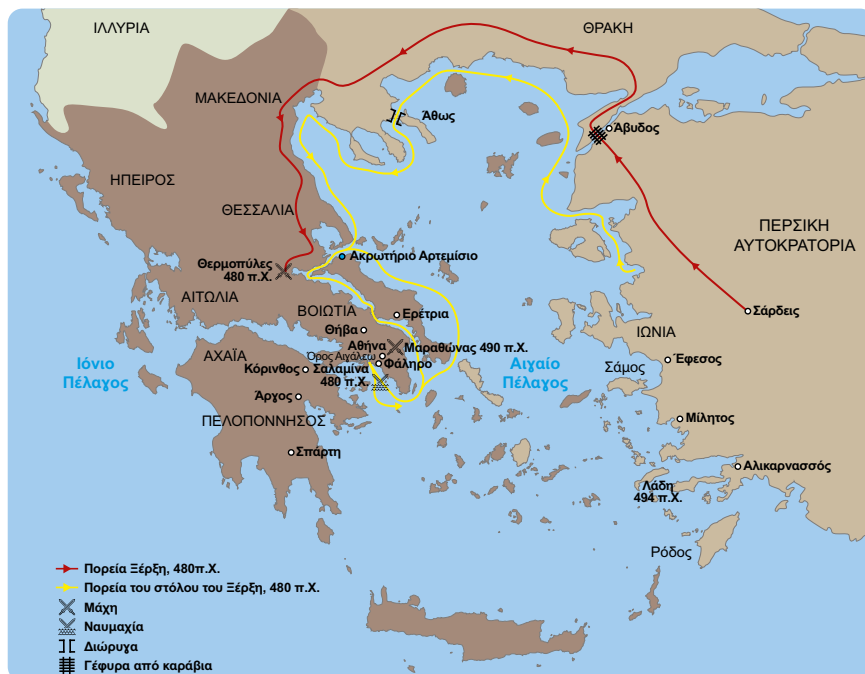 ΙΛΛΥΡΙΑ
ΘΡΑΚΗ
ΜΑΚΕΔΟΝΙΑ
Άθως
Άβυδος
ΗΠΕΙΡΟΣ
ΘΕΣΣΑΛΙΑ
ΠΕΡΣΙΚΗ
ΑΥΤΟΚΡΑΤΟΡΙΑ
Ακρωτήριο Αρτεμίσιο
Θερμοπύλες
480 π.Χ.
ΑΙΤΩΛΙΑ
ΒΟΙΩΤΙΑ
Ερέτρια
Σάρδεις
Θήβα
ΙΩΝΙΑ
Αθήνα
Μαραθώνας 490 π.Χ.
Όρος Αιγάλεω
Φάληρο
ΑΧΑΪΑ
Ιόνιο
Πέλαγος
Κόρινθος
Σαλαμίνα
480 π.Χ.
Αιγαίο
Πέλαγος
Σάμος
Έφεσος
Άργος
ΠΕΛΟΠΟΝΝΗΣΟΣ
Μίλητος
Σπάρτη
Αλικαρνασσός
Λάδη
494 π.Χ.
Ρόδος
Πορεία Ξέρξη, 480π.Χ.
Πορεία του στόλου του Ξέρξη, 480 π.Χ.
Μάχη
Ναυμαχία
Διώρυγα
Γέφυρα από καράβια